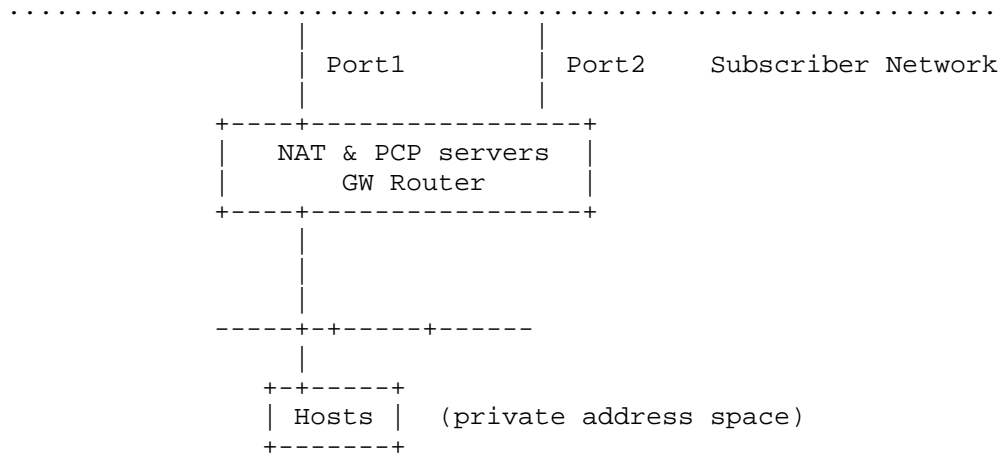 Port1 Port2 Subscriber Network
NAT & PCP servers
GW Router
Hosts (private address space)